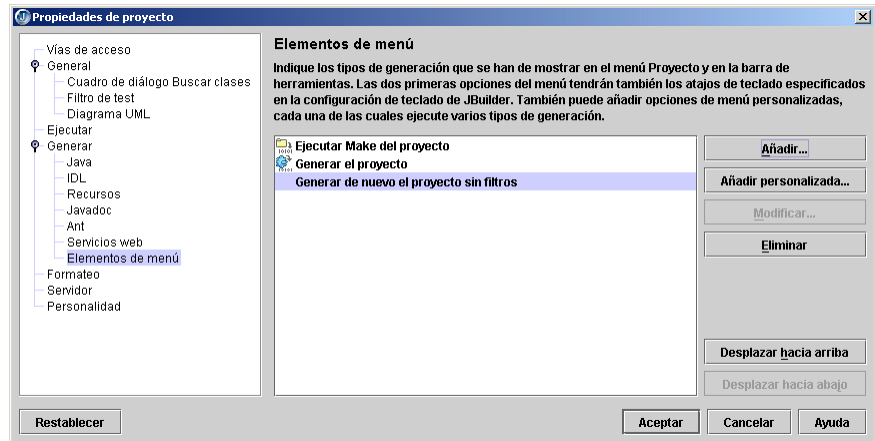 Propiedades de proyecto
Vías de acceso
General
Cuadro de diálogo Buscar clases
Filtro de test
Diagrama UML
Ejecutar
Generar
Java
IDL
Recursos
Javadoc
Ant
Servicios web
Elementos de menú
Formateo
Servidor
Personalidad
Elementos de menú
Indique los tipos de generación que se han de mostrar en el menú Proyecto y en la barra de
herramientas. Las dos primeras opciones del menú tendrán también los atajos de teclado especificados
en la configuración de teclado de JBuilder. También puede añadir opciones de menú personalizadas,
cada una de las cuales ejecute varios tipos de generación.
Ejecutar Make del proyecto
Generar el proyecto
Generar de nuevo el proyecto sin filtros
Añadir...
Añadir personalizada...
Modificar...
Eliminar
Desplazar hacia arriba
Desplazar hacia abajo
Restablecer
Aceptar
Cancelar
Ayuda